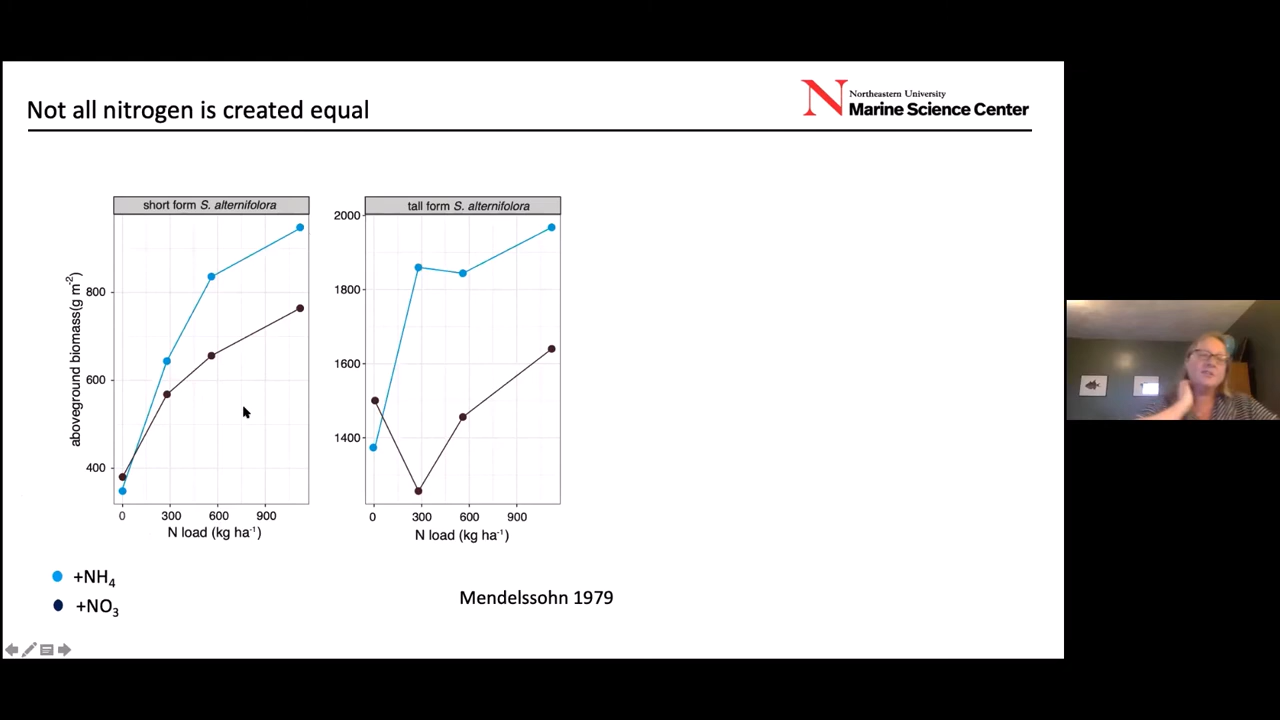 Not all nitrogen is created equal
Northeastern University
Marine Science Center
short form S. alternifolora
tall form S. alternifolora
aboveground biomass(g m-2)
800
600
400
2000
1800
1600
1400
0 300 600 900
0 300 600 900
N load (kg ha-1)
N load (kg ha-1)
+NH4
+NO3
Mendelssohn 1979